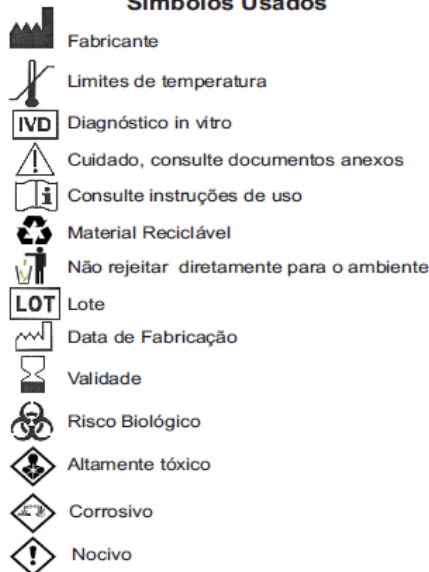 Símbolos Usados
Fabricante
Limites de temperatura
IVD Diagnóstico in vitro
Cuidado, consulte documentos anexos
i Consulte instruções de uso
Material Reciclável
Não rejeitar diretamente para o ambiente
LOT Lote
Data de Fabricação
Validade
Risco Biológico
Altamente tóxico
Corrosivo
Nocivo